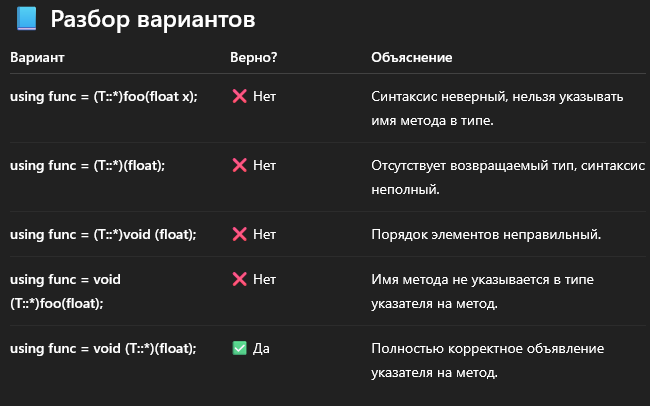 📘 Разбор вариантов
Вариант Верно? Объяснение
using func = (T::*)foo(float x); ❌ Нет Синтаксис неверный, нельзя указывать
имя метода в типе.
using func = (T::*)(float); ❌ Нет Отсутствует возвращаемый тип, синтаксис
неполный.
using func = (T::*)void (float); ❌ Нет Порядок элементов неправильный.
using func = void ❌ Нет Имя метода не указывается в типе
(T::*)foo(float); указателя на метод.
using func = void (T::*)(float); ✅ Да Полностью корректное объявление
указателя на метод.